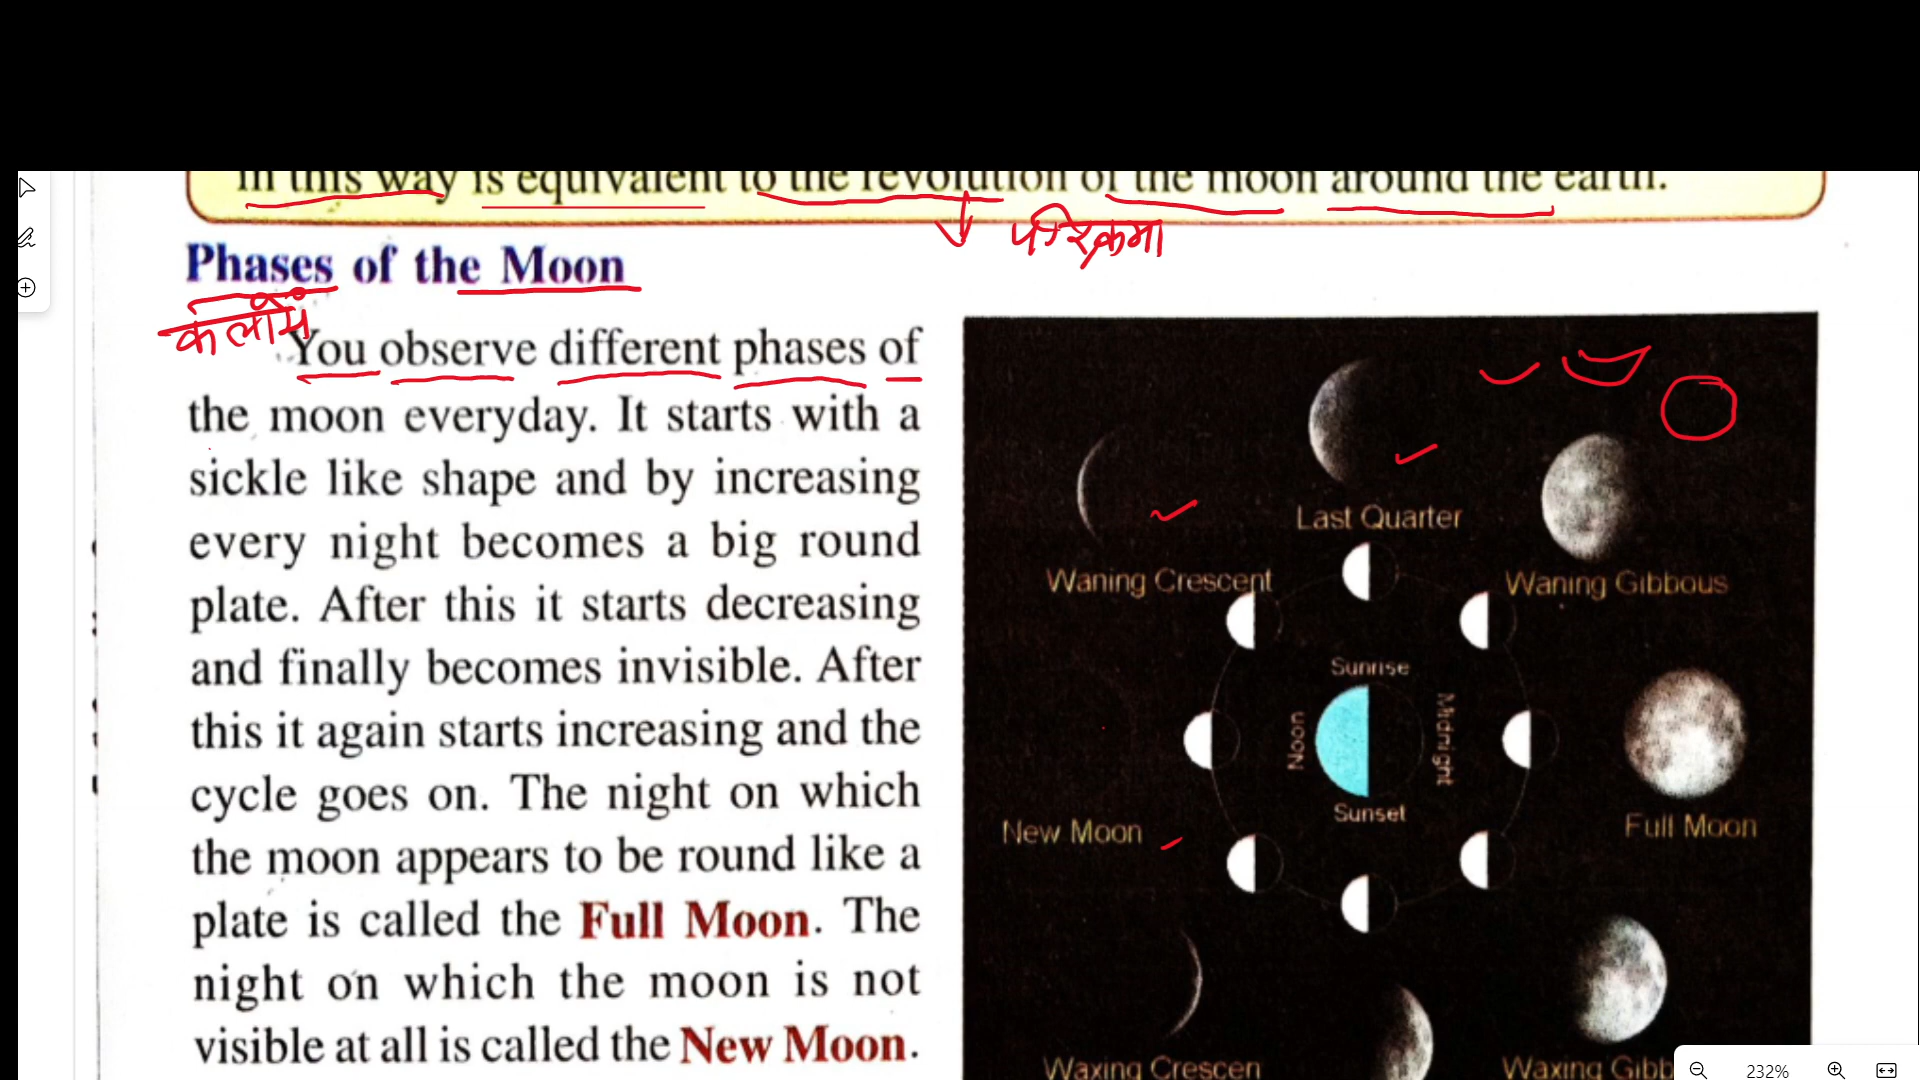 in this way is equivalent to the revolution of the moon around the earth.
परिक्रमा
Phases of the Moon
कलाएँ
You observe different phases of
the moon everyday. It starts with a
sickle like shape and by increasing
every night becomes a big round
plate. After this it starts decreasing
and finally becomes invisible. After
this it again starts increasing and the
cycle goes on. The night on which
the moon appears to be round like a
plate is called the Full Moon. The
night on which the moon is not
visible at all is called the New Moon.
Last Quarter
Waning Crescent
Waning Gibbous
Sunrise
Noon
Midnight
Sunset
New Moon
Full Moon
Waxing Crescen
Waxing Gibb
232%